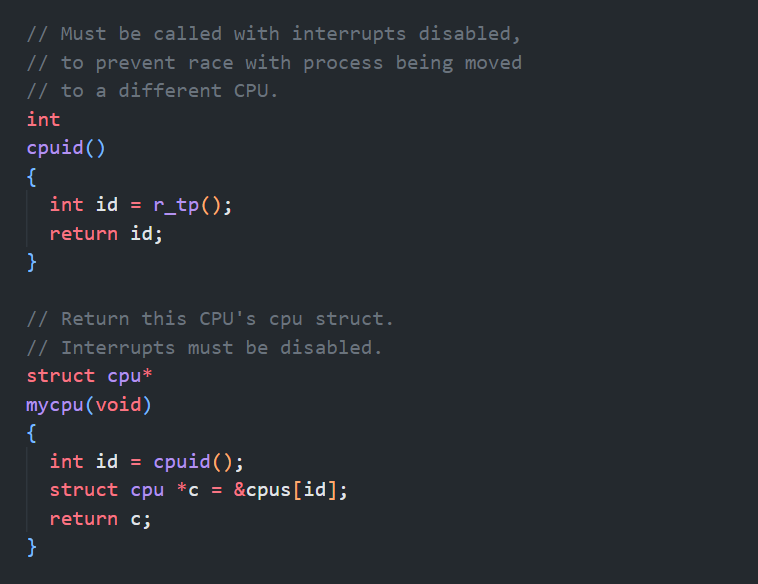 // Must be called with interrupts disabled,
// to prevent race with process being moved
// to a different CPU.
int
cpuid()
{
  int id = r_tp();
  return id;
}

// Return this CPU's cpu struct.
// Interrupts must be disabled.
struct cpu*
mycpu(void)
{
  int id = cpuid();
  struct cpu *c = &cpus[id];
  return c;
}